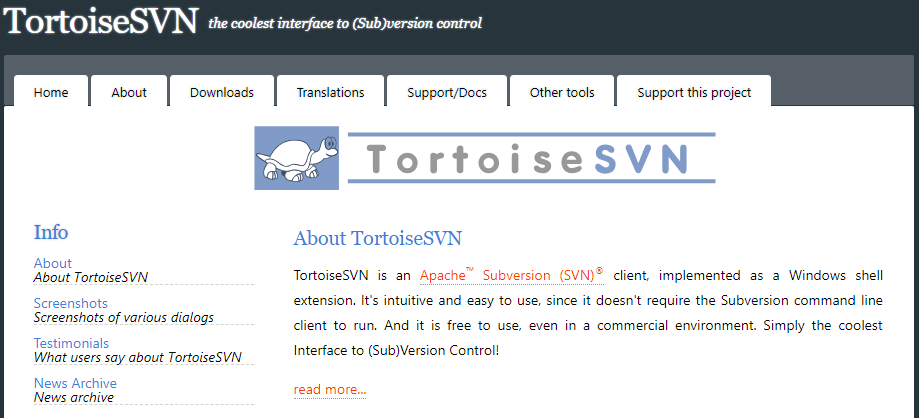 TortoiseSVN the coolest interface to (Sub)version control
Home About Downloads Translations Support/Docs Other tools Support this project
TortoiseSVN
Info
About
About TortoiseSVN
Screenshots
Screenshots of various dialogs
Testimonials
What users say about TortoiseSVN
News Archive
News archive
About TortoiseSVN
TortoiseSVN is an Apache™ Subversion (SVN)® client, implemented as a Windows shell
extension. It's intuitive and easy to use, since it doesn't require the Subversion command line
client to run. And it is free to use, even in a commercial environment. Simply the coolest
Interface to (Sub)Version Control!
read more...